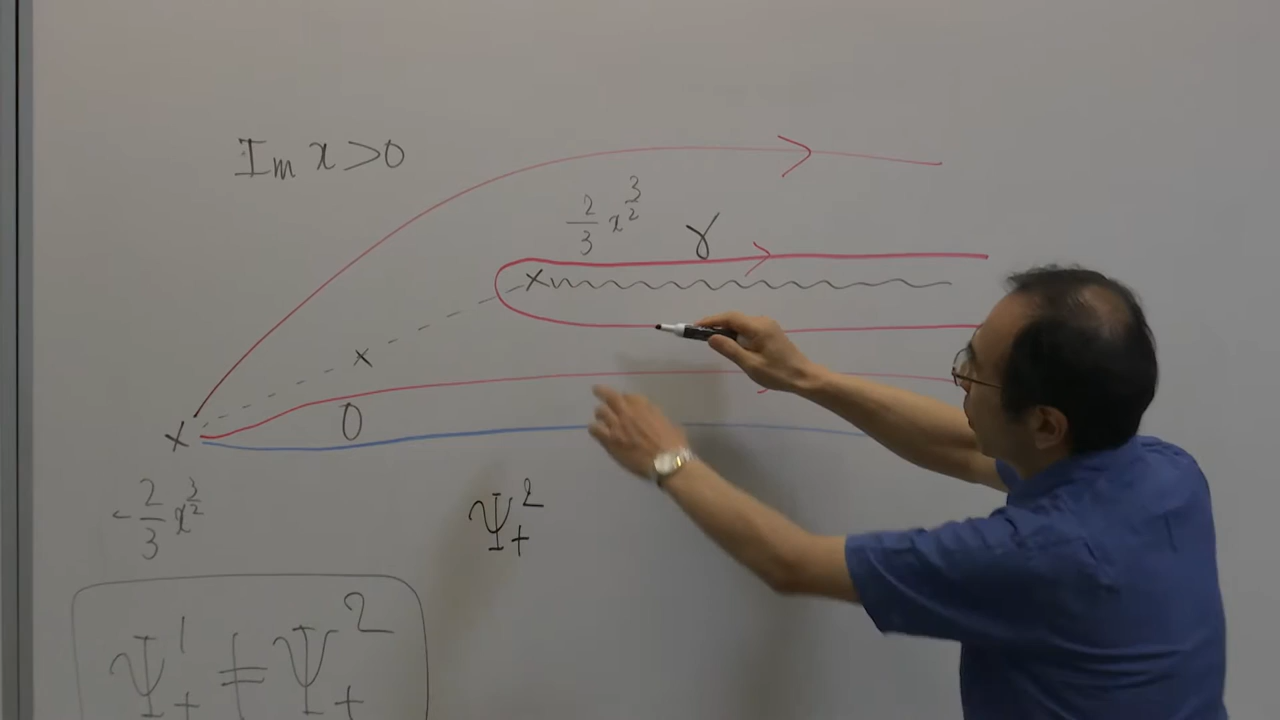 Im x>0
2/3 x^{3/2} γ
x
x
0
x
-2/3 x^{3/2}
Ψ_+^2
Ψ_+^1 ≠ Ψ_+^2